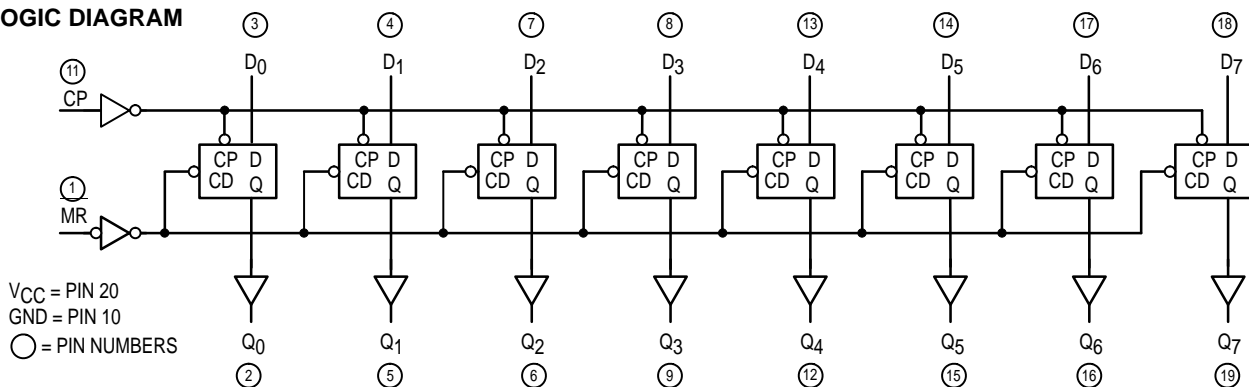 OGIC DIAGRAM
3 4 7 8 13 14 17 18
D0 D1 D2 D3 D4 D5 D6 D7
11
CP
CP D CP D CP D CP D CP D CP D CP D CP D
CD Q CD Q CD Q CD Q CD Q CD Q CD Q CD Q
1
MR
VCC = PIN 20
GND = PIN 10
= PIN NUMBERS
Q0 Q1 Q2 Q3 Q4 Q5 Q6 Q7
2 5 6 9 12 15 16 19